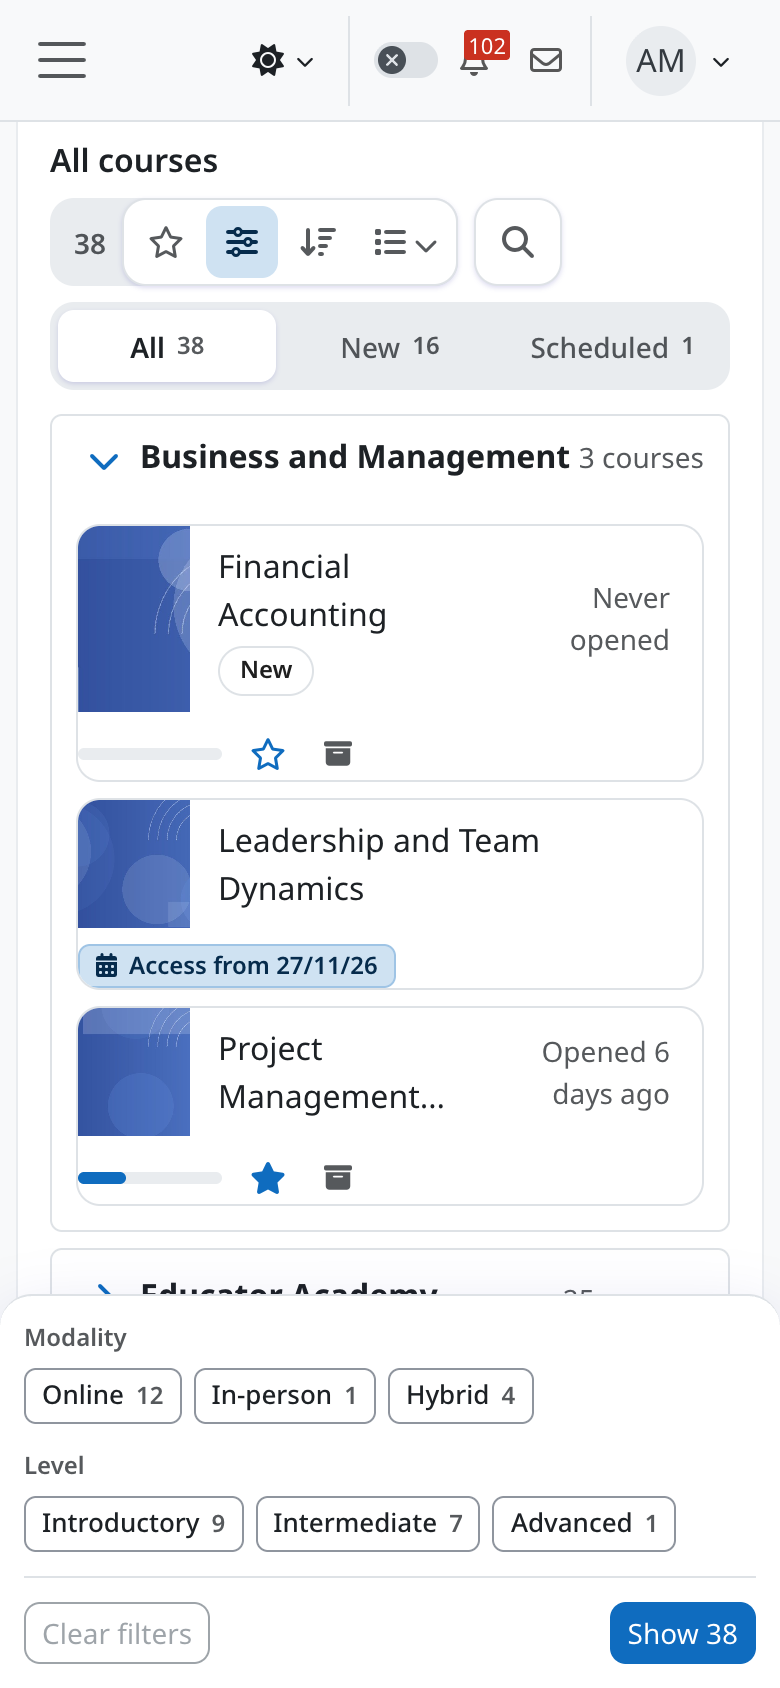 102
AM
All courses
38
All 38
New 16
Scheduled 1
Business and Management 3 courses
Financial
Accounting
Never
opened
New
Leadership and Team
Dynamics
Access from 27/11/26
Project
Management...
Opened 6
days ago
Educator Academy
Modality
Online 12
In-person 1
Hybrid 4
Level
Introductory 9
Intermediate 7
Advanced 1
Clear filters
Show 38